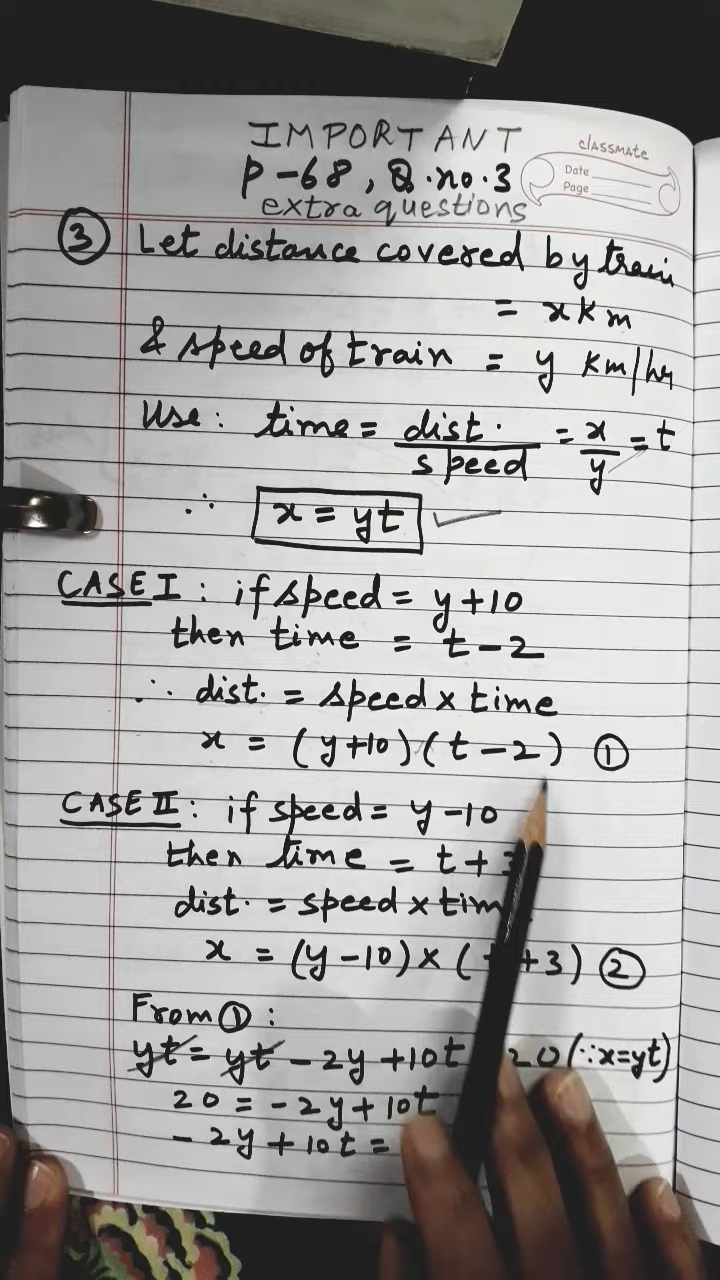 IMPORTANT
P-68, Q.no.3
extra questions
classmate
Date
Page
③ Let distance covered by train
= x km
& speed of train = y km/hr
Use: time = dist./speed = x/y = t
∴ x = yt ✓
CASE I : if speed = y+10
then time = t-2
∴ dist. = speed x time
x = (y+10)(t-2) ①
CASE II : if speed = y-10
then time = t+3
dist. = speed x tim
x = (y-10)x( +3) ②
From ① :
yt = yt - 2y + 10t 20 (∵x=yt)
20 = -2y+10t
- 2y + 10t =